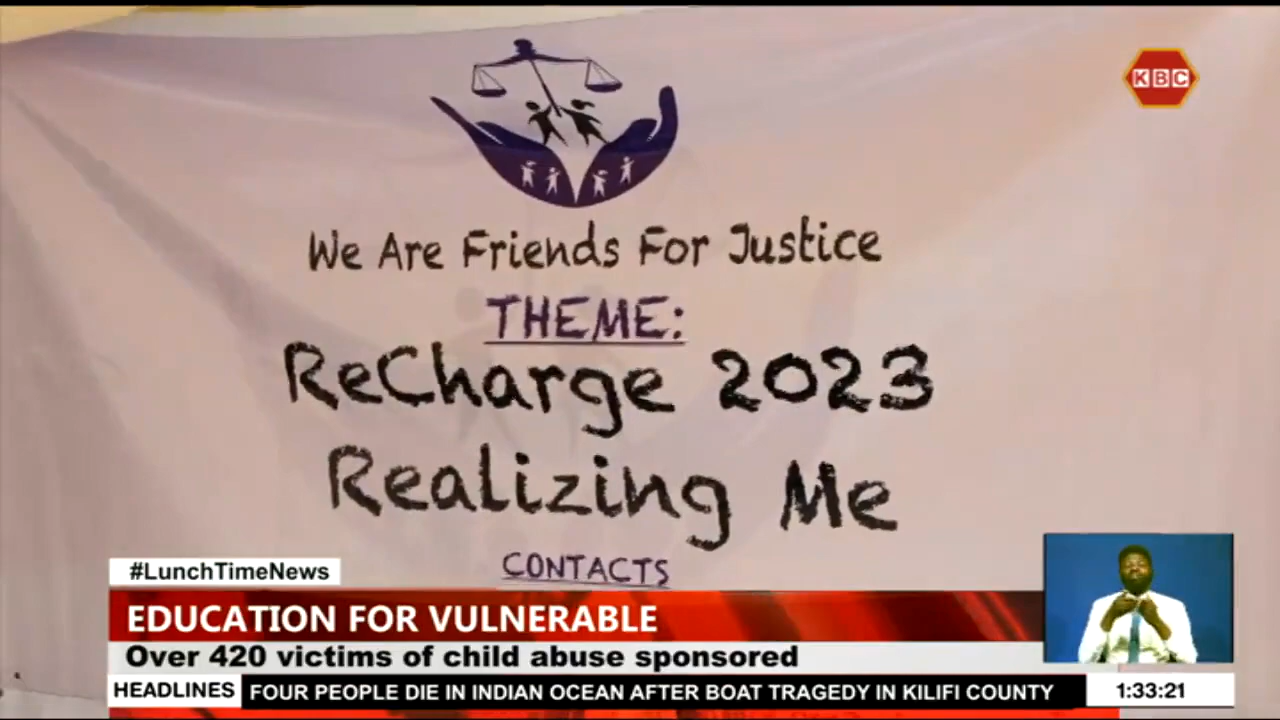 KBC
We Are Friends For Justice
THEME:
ReCharge 2023
Realizing Me
CONTACTS
#LunchTimeNews
EDUCATION FOR VULNERABLE
Over 420 victims of child abuse sponsored
HEADLINES FOUR PEOPLE DIE IN INDIAN OCEAN AFTER BOAT TRAGEDY IN KILIFI COUNTY 1:33:21